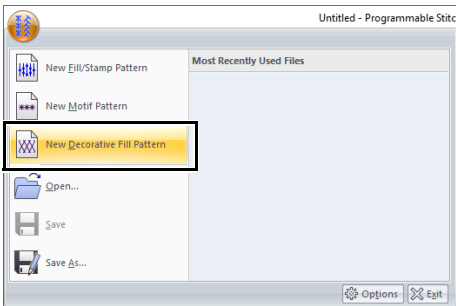 Untitled - Programmable Stitc
New Fill/Stamp Pattern
Most Recently Used Files
New Motif Pattern
New Decorative Fill Pattern
Open...
Save
Save As...
Options
Exit